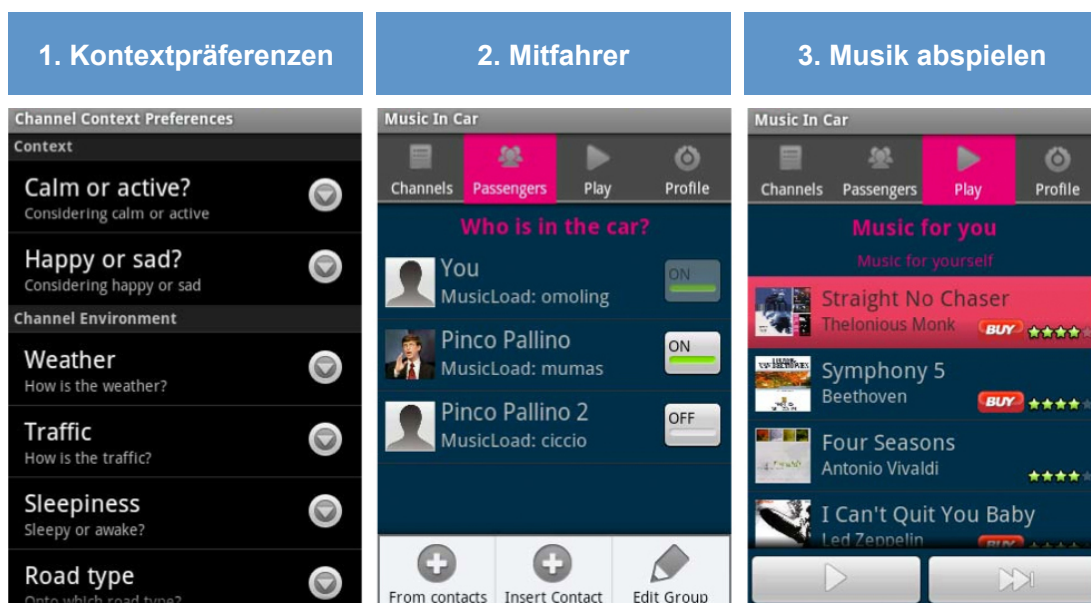 1. Kontextpräferenzen
2. Mitfahrer
3. Musik abspielen
Channel Context Preferences
Context
Calm or active?
Considering calm or active
Happy or sad?
Considering happy or sad
Channel Environment
Weather
How is the weather?
Traffic
How is the traffic?
Sleepiness
Sleepy or awake?
Road type
Onto which road type?
Music In Car
Channels Passengers Play Profile
Who is in the car?
You
MusicLoad: omoling
ON
Pinco Pallino
MusicLoad: mumas
ON
Pinco Pallino 2
MusicLoad: ciccio
OFF
From contacts Insert Contact Edit Group
Music In Car
Channels Passengers Play Profile
Music for you
Music for yourself
Straight No Chaser
Thelonious Monk BUY
Symphony 5
Beethoven BUY
Four Seasons
Antonio Vivaldi
I Can't Quit You Baby
Led Zeppelin BUY